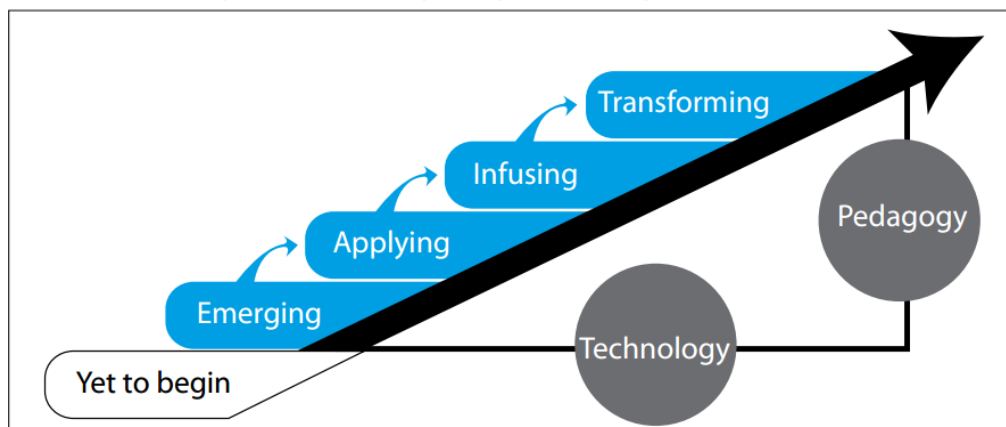 Transforming
Infusing
Applying
Emerging
Yet to begin
Pedagogy
Technology